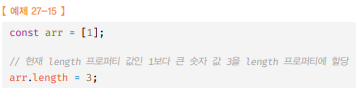 【 예제 27-15 】
const arr = [1];
// 현재 length 프로퍼티 값인 1보다 큰 숫자 값 3을 length 프로퍼티에 할당
arr.length = 3;